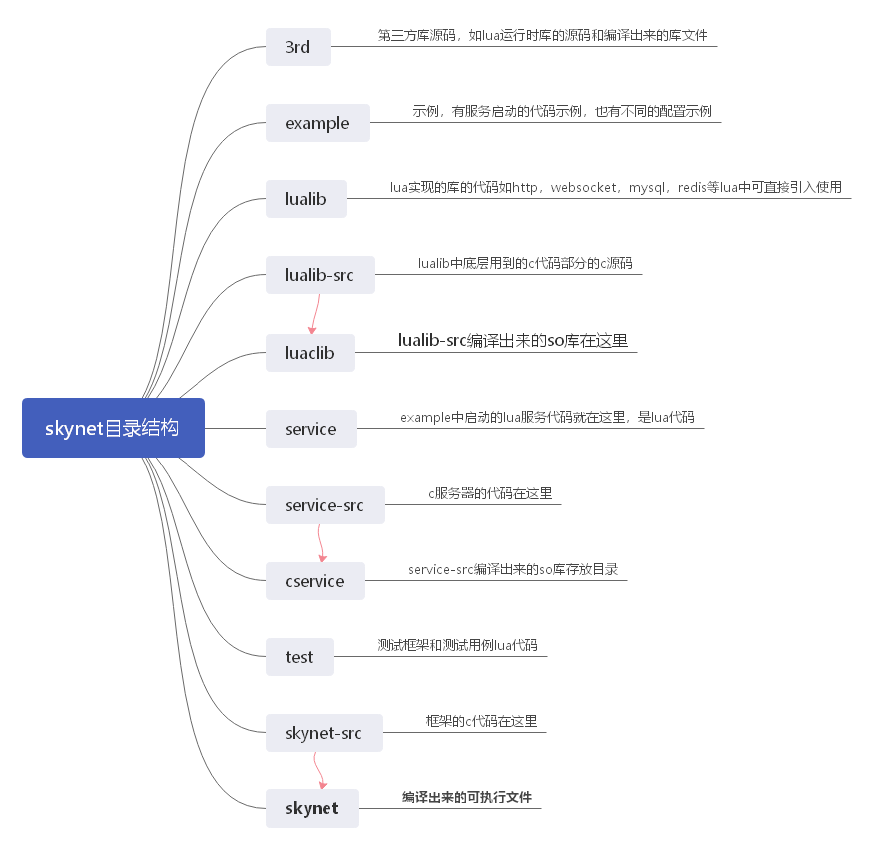 3rd
第三方库源码，如lua运行时库的源码和编译出来的库文件
example
示例，有服务启动的代码示例，也有不同的配置示例
lualib
lua实现的库的代码如http，websocket，mysql，redis等lua中可直接引入使用
lualib-src
lualib中底层用到的c代码部分的c源码
luaclib
lualib-src编译出来的so库在这里
skynet目录结构
service
example中启动的lua服务代码就在这里，是lua代码
service-src
c服务器的代码在这里
cservice
service-src编译出来的so库存放目录
test
测试框架和测试用例lua代码
skynet-src
框架的c代码在这里
skynet
编译出来的可执行文件